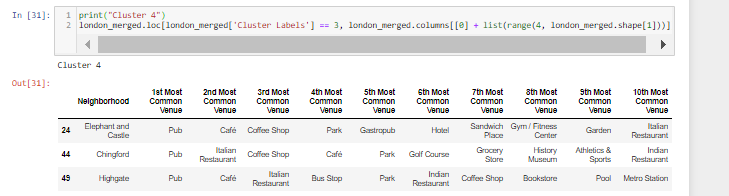 In [31]:
1 print("Cluster 4")
2 london_merged.loc[london_merged['Cluster Labels'] == 3, london_merged.columns[[0] + list(range(4, london_merged.shape[1]))]]
Cluster 4
Out[31]:
Neighborhood 1st Most Common Venue 2nd Most Common Venue 3rd Most Common Venue 4th Most Common Venue 5th Most Common Venue 6th Most Common Venue 7th Most Common Venue 8th Most Common Venue 9th Most Common Venue 10th Most Common Venue
24 Elephant and Castle Pub Café Coffee Shop Park Gastropub Hotel Sandwich Place Gym / Fitness Center Garden Italian Restaurant
44 Chingford Pub Italian Restaurant Coffee Shop Café Park Golf Course Grocery Store History Museum Athletics & Sports Indian Restaurant
49 Highgate Pub Café Italian Restaurant Bus Stop Park Indian Restaurant Coffee Shop Bookstore Pool Metro Station